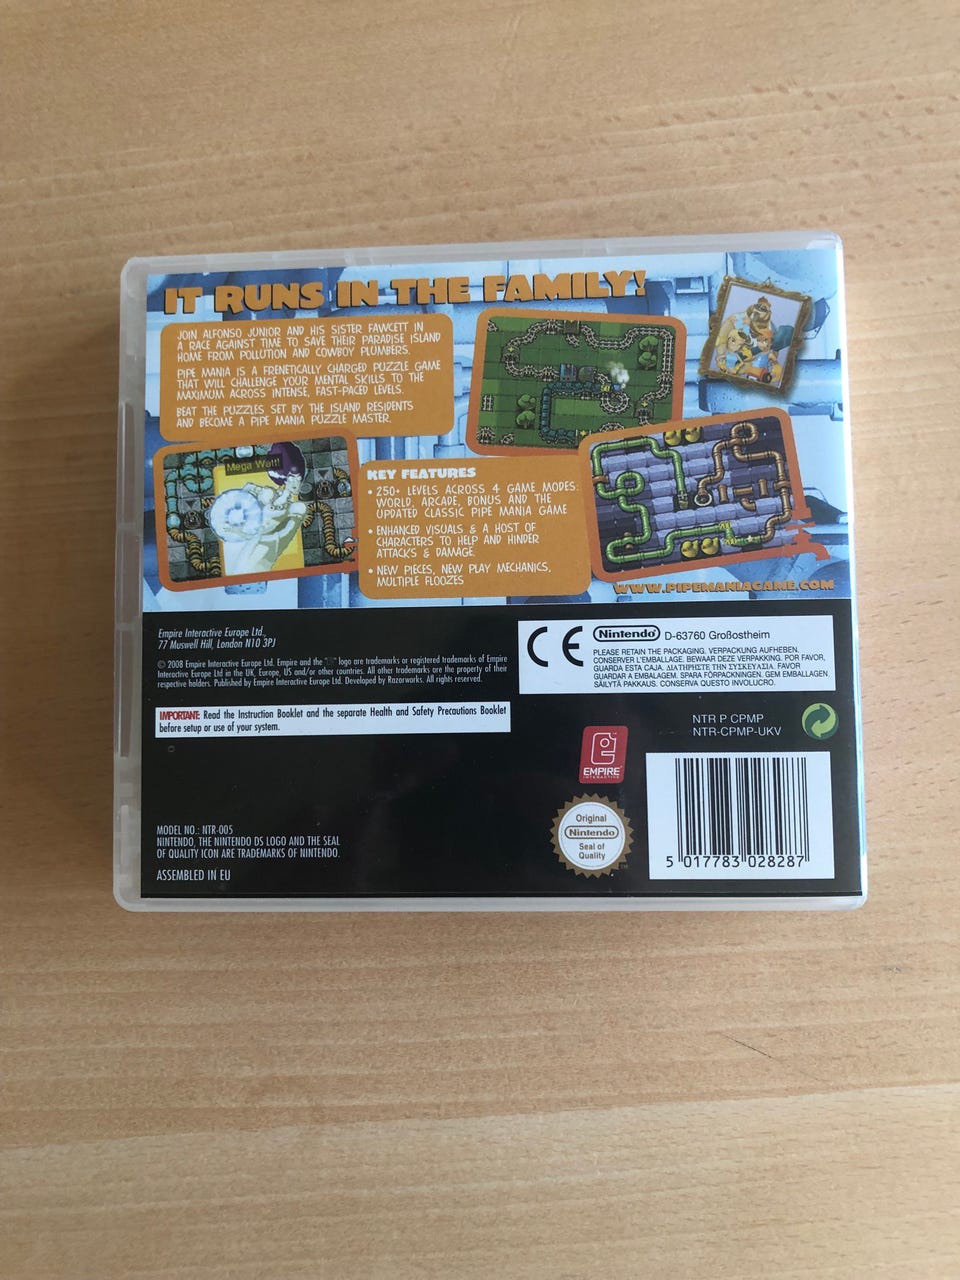 IT RUNS IN THE FAMILY!
JOIN ALFONSO JUNIOR AND HIS SISTER FAWCETT IN
A RACE AGAINST TIME TO SAVE THEIR PARADISE ISLAND
HOME FROM POLLUTION AND COWBOY PLUMBERS.
PIPE MANIA IS A FRENETICALLY CHARGED PUZZLE GAME
THAT WILL CHALLENGE YOUR MENTAL SKILLS TO THE
MAXIMUM ACROSS INTENSE, FAST-PACED LEVELS.
BEAT THE PUZZLES SET BY THE ISLAND RESIDENTS
AND BECOME A PIPE MANIA PUZZLE MASTER.
Mega Watt!
KEY FEATURES
• 250+ LEVELS ACROSS 4 GAME MODES:
WORLD, ARCADE, BONUS AND THE
UPDATED CLASSIC PIPE MANIA GAME
• ENHANCED VISUALS & A HOST OF
CHARACTERS TO HELP AND HINDER
ATTACKS & DAMAGE.
• NEW PIECES, NEW PLAY MECHANICS,
MULTIPLE FLOOZES
WWW.PIPEMANIAGAME.COM
Empire Interactive Europe Ltd.,
77 Muswell Hill, London N10 3PJ
© 2008 Empire Interactive Europe Ltd. Empire and the " " logo are trademarks or registered trademarks of Empire
Interactive Europe Ltd in the UK, Europe, US and/or other countries. All other trademarks are the property of their
respective holders. Published by Empire Interactive Europe Ltd. Developed by Razorworks. All rights reserved.
IMPORTANT: Read the Instruction Booklet and the separate Health and Safety Precautions Booklet
before setup or use of your system.
CE Nintendo D-63760 Großostheim
PLEASE RETAIN THE PACKAGING. VERPACKUNG AUFHEBEN.
CONSERVER L'EMBALLAGE. BEWAAR DEZE VERPAKKING. POR FAVOR,
GUARDA ESTA CAJA. ΔΙΑΤΗΡΗΣΤΕ ΤΗΝ ΣΥΣΚΕΥΑΣΙΑ. FAVOR
GUARDAR A EMBALAGEM. SPARA FÖRPACKNINGEN. GEM EMBALLAGEN.
SÄILYTÄ PAKKAUS. CONSERVA QUESTO INVOLUCRO.
NTR P CPMP
NTR-CPMP-UKV
EMPIRE
INTERACTIVE
Original
Nintendo
Seal of
Quality
TM
5 017783 028287
MODEL NO.: NTR-005
NINTENDO, THE NINTENDO DS LOGO AND THE SEAL
OF QUALITY ICON ARE TRADEMARKS OF NINTENDO.
ASSEMBLED IN EU